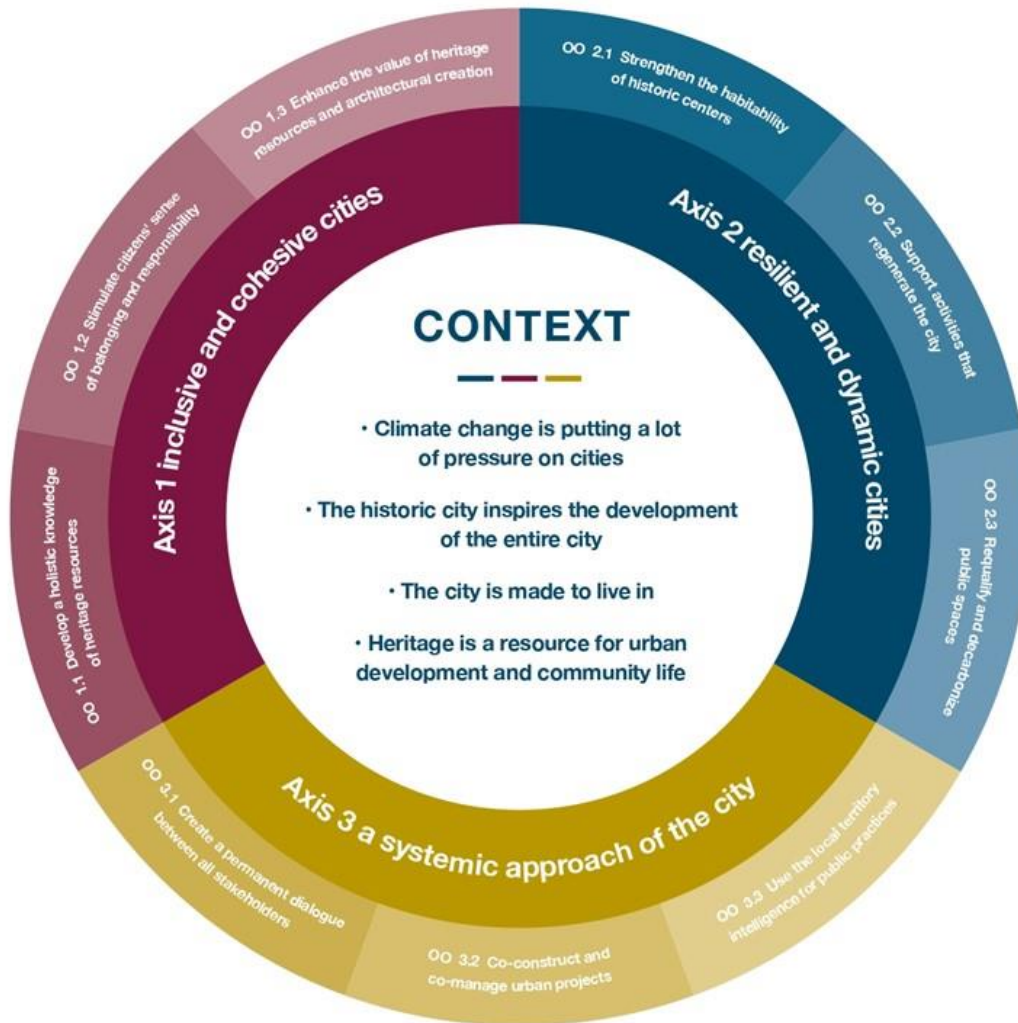 CONTEXT
• Climate change is putting a lot
of pressure on cities
• The historic city inspires the development
of the entire city
• The city is made to live in
• Heritage is a resource for urban
development and community life
Axis 1 inclusive and cohesive cities
OO 1.1 Develop a holistic knowledge
of heritage resources
OO 1.2 Stimulate citizens' sense
of belonging and responsibility
OO 1.3 Enhance the value of heritage
resources and architectural creation
Axis 2 resilient and dynamic cities
OO 2.1 Strengthen the habitability
of historic centers
OO 2.2 Support activities that
regenerate the city
OO 2.3 Requalify and decarbonize
public spaces
Axis 3 a systemic approach of the city
OO 3.1 Create a permanent dialogue
between all stakeholders
OO 3.2 Co-construct and
co-manage urban projects
OO 3.3 Use the local territory
intelligence for public practices